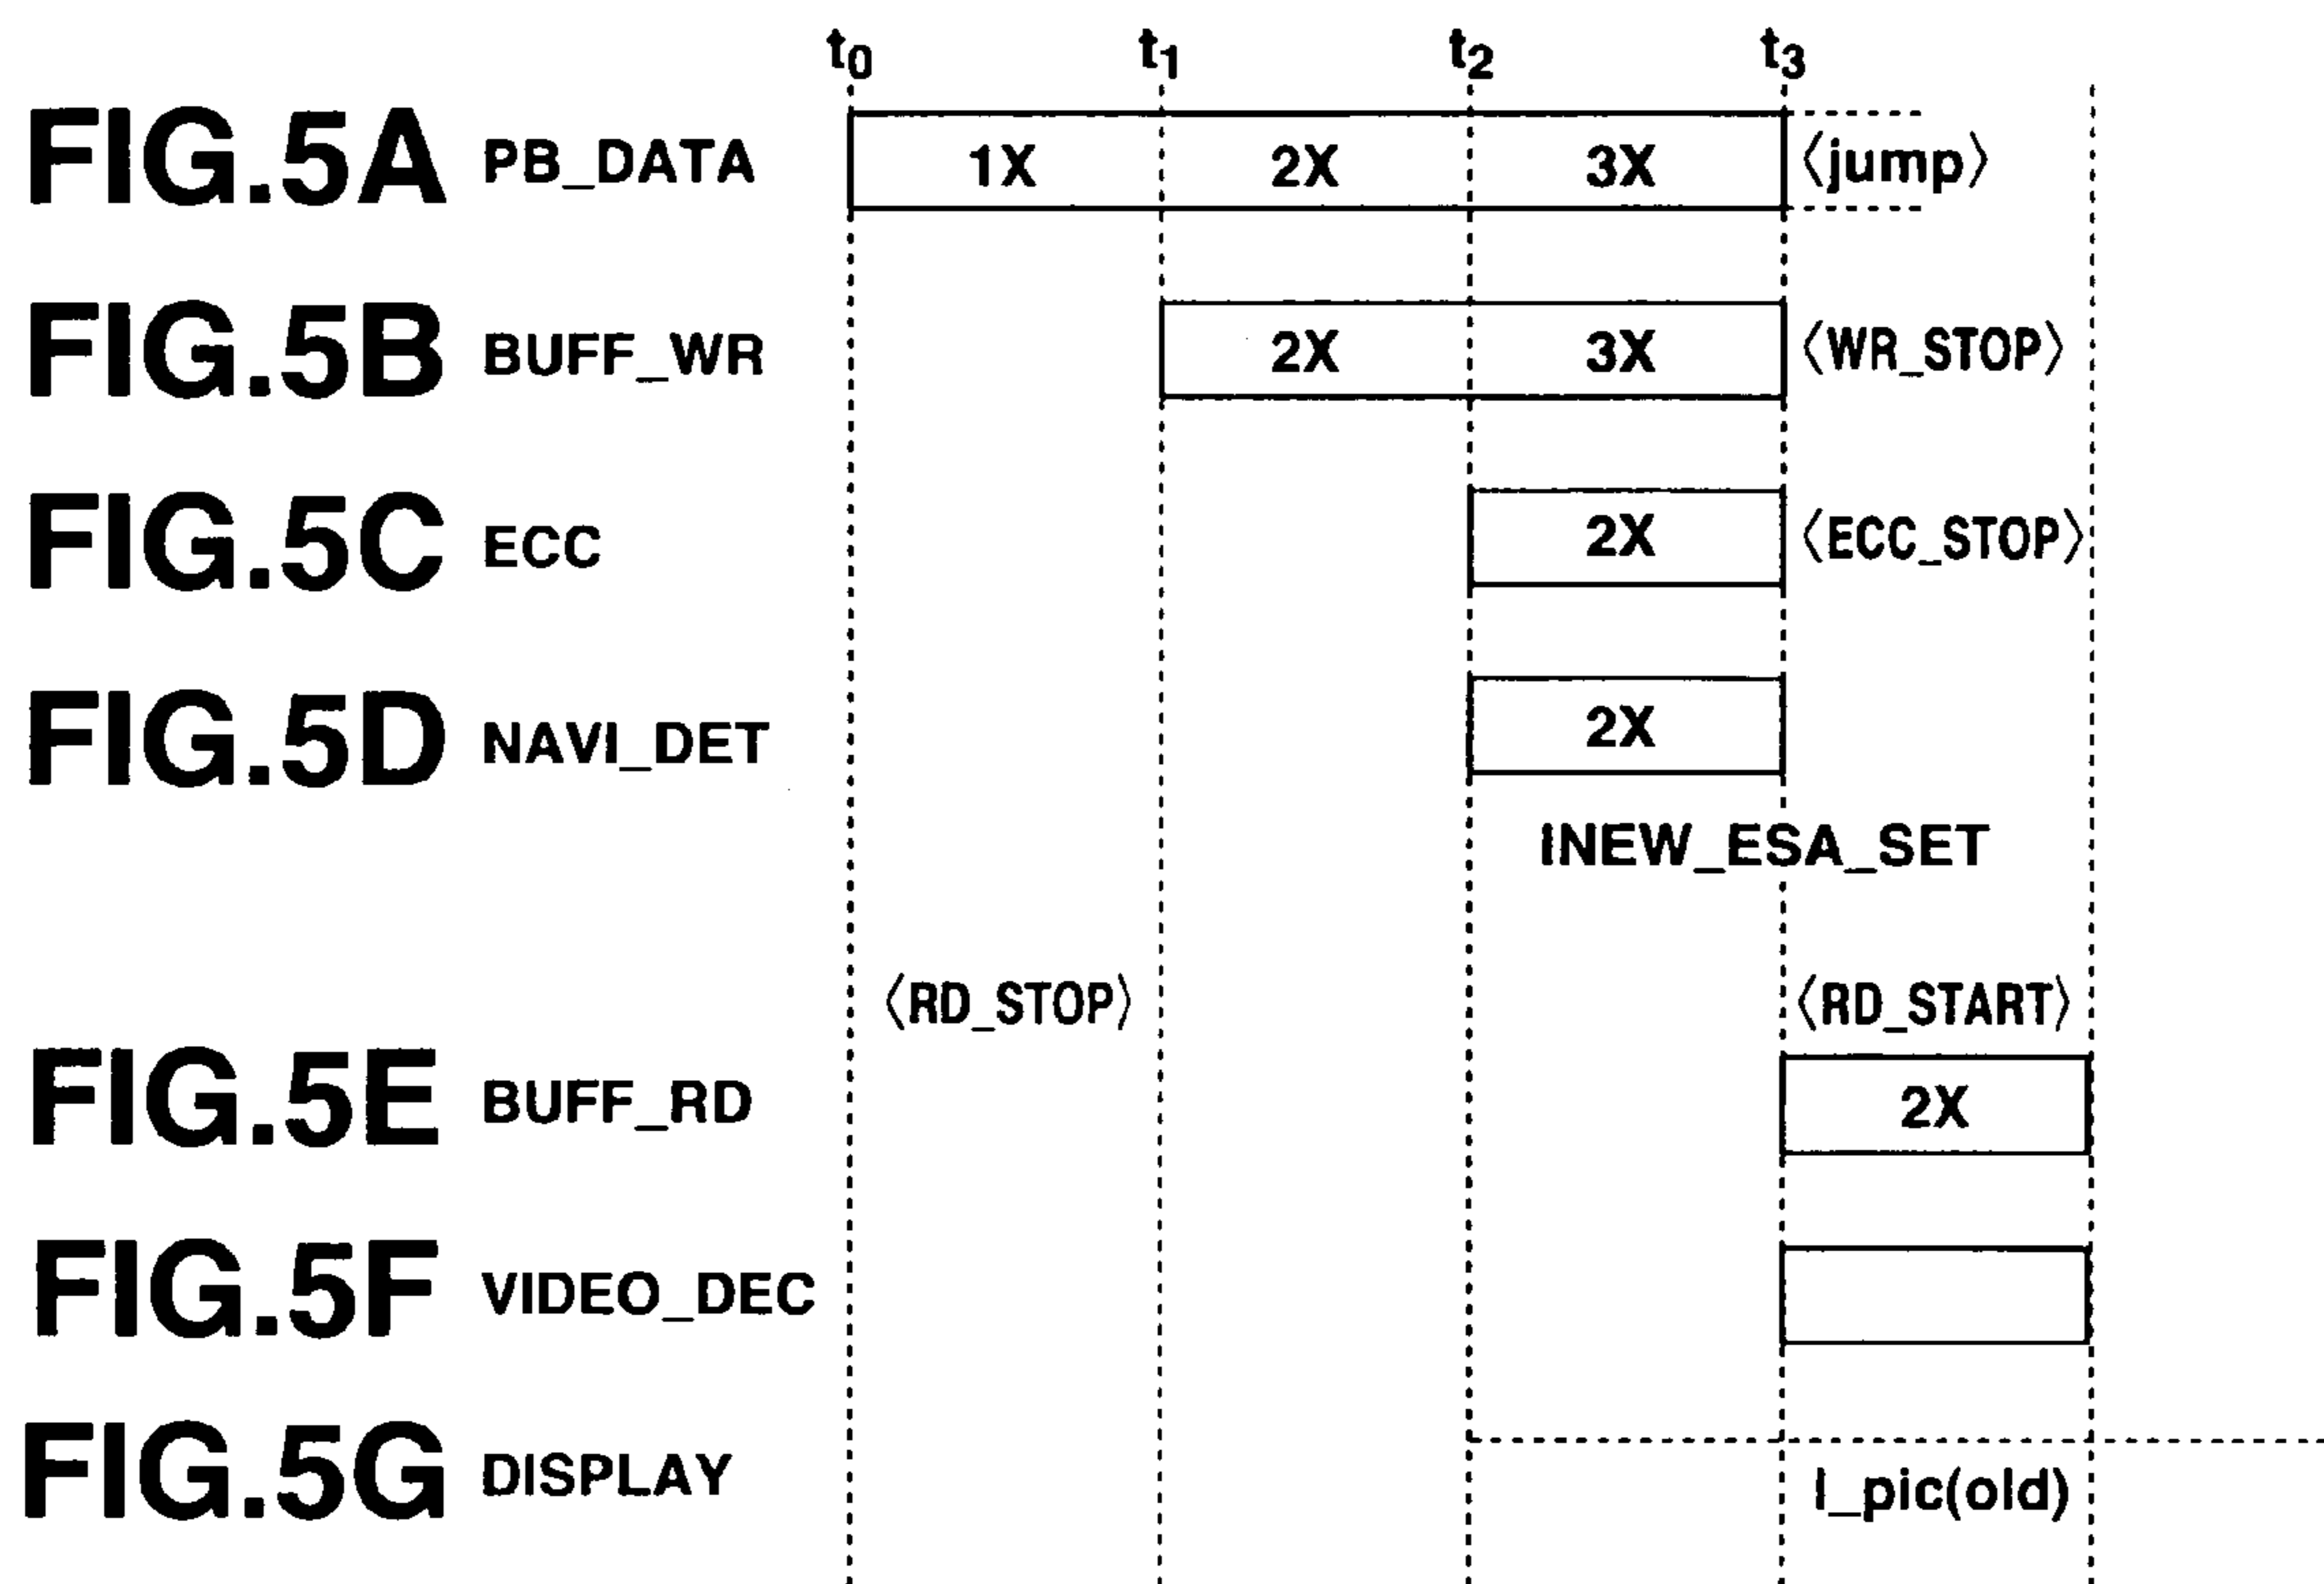 t0 t1 t2 t3
FIG.5A PB_DATA 1X 2X 3X 〈jump〉
FIG.5B BUFF_WR 2X 3X 〈WR_STOP〉
FIG.5C ECC 2X 〈ECC_STOP〉
FIG.5D NAVI_DET 2X
INEW_ESA_SET
〈RD_STOP〉 〈RD_START〉
FIG.5E BUFF_RD 2X
FIG.5F VIDEO_DEC
FIG.5G DISPLAY I_pic(old)